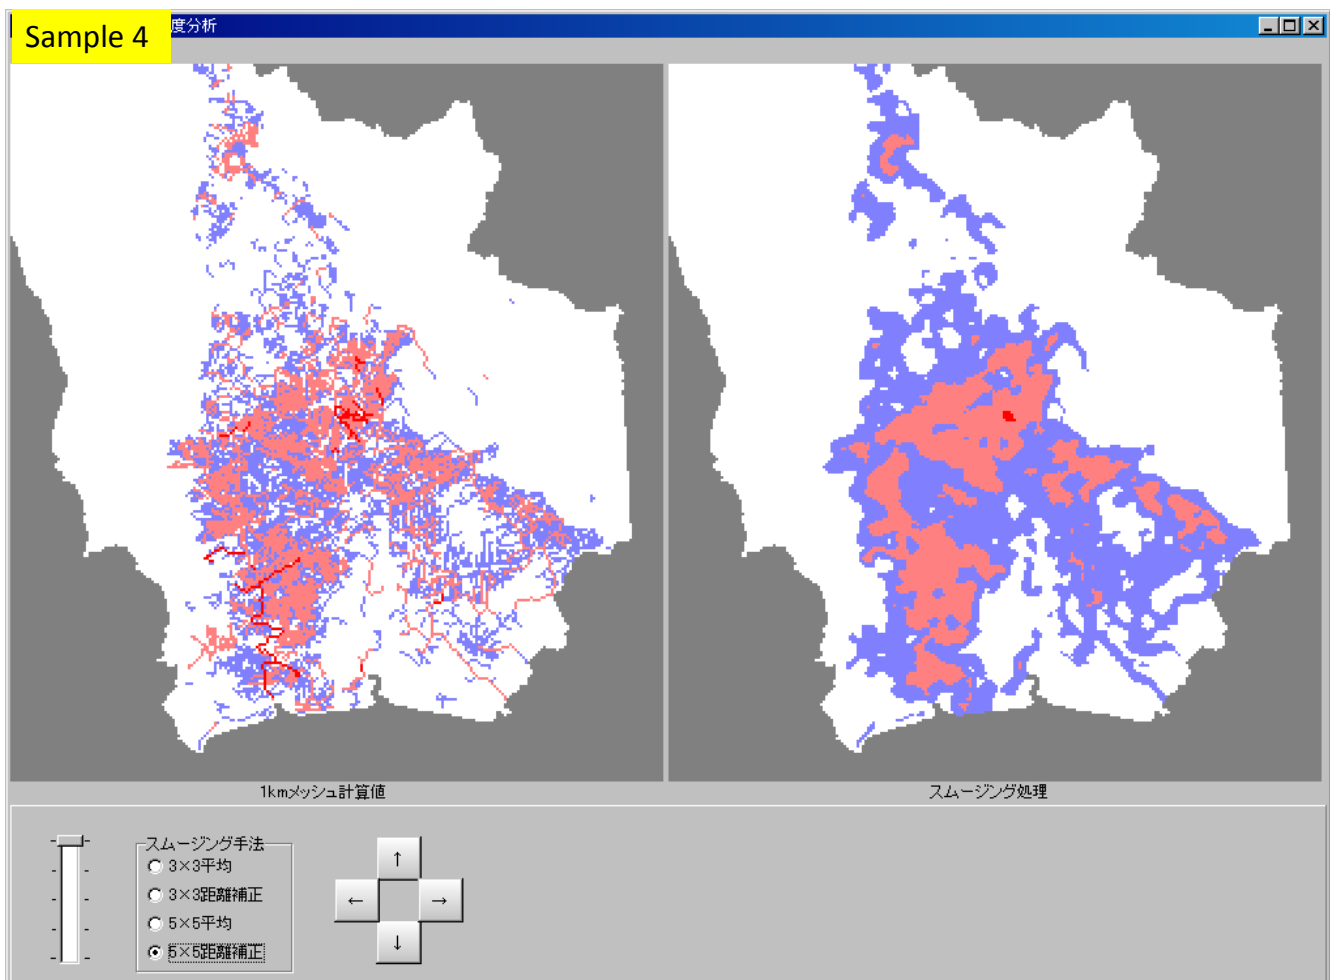 Sample 4
度分析
1kmメッシュ計算値
スムージング処理
スムージング手法
3×3平均
3×3距離補正
5×5平均
5×5距離補正
↑
←
→
↓